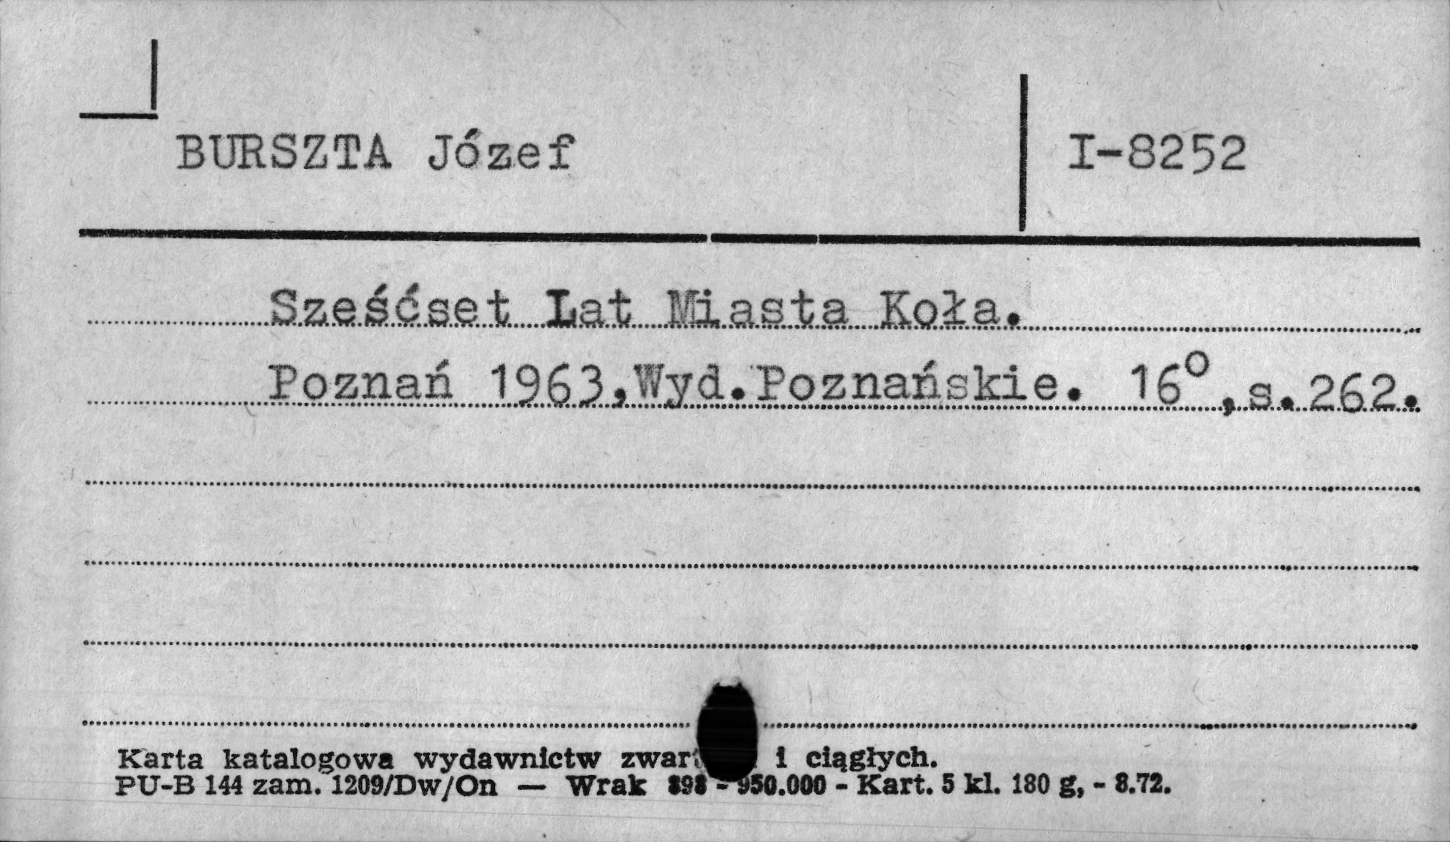 BURSZTA Józef
I-8252
Sześćset Lat Miasta Koła.
Poznań 1963,Wyd.Poznańskie. 16°,s.262.
Karta katalogowa wydawnictw i ciągłych.
PU-B 144 zam. 1209/Dw/On — Wrak - 950.000 - Kart. 5 kl. 180 g, - 8.72.